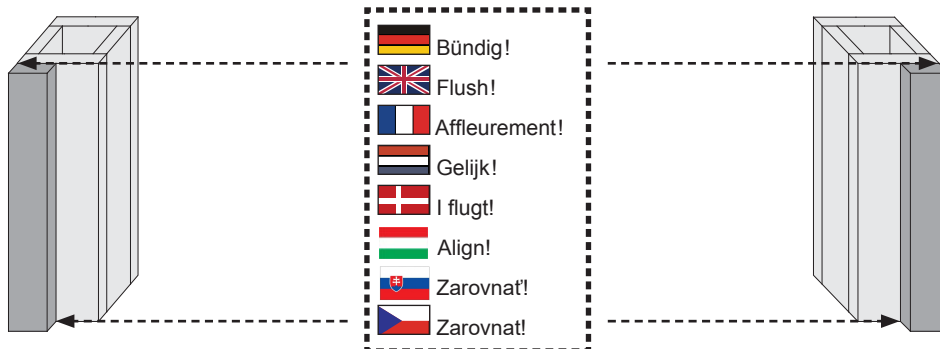 Bündig!
Flush!
Affleurement!
Gelijk!
I flugt!
Align!
Zarovnať!
Zarovnat!